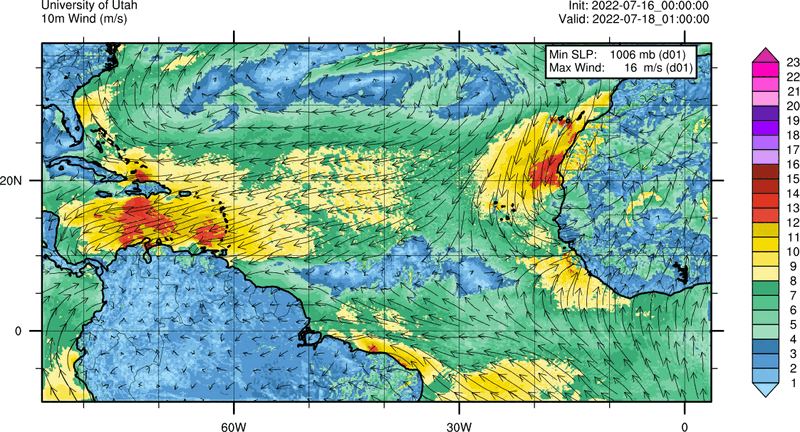 University of Utah
Init: 2022-07-16_00:00:00
10m Wind (m/s)
Valid: 2022-07-18_01:00:00
Min SLP: 1006 mb (d01)
Max Wind: 16 m/s (d01)
23
22
21
20
19
18
17
16
15
14
13
12
11
10
9
8
7
6
5
4
3
2
1
20N
0
60W
30W
0